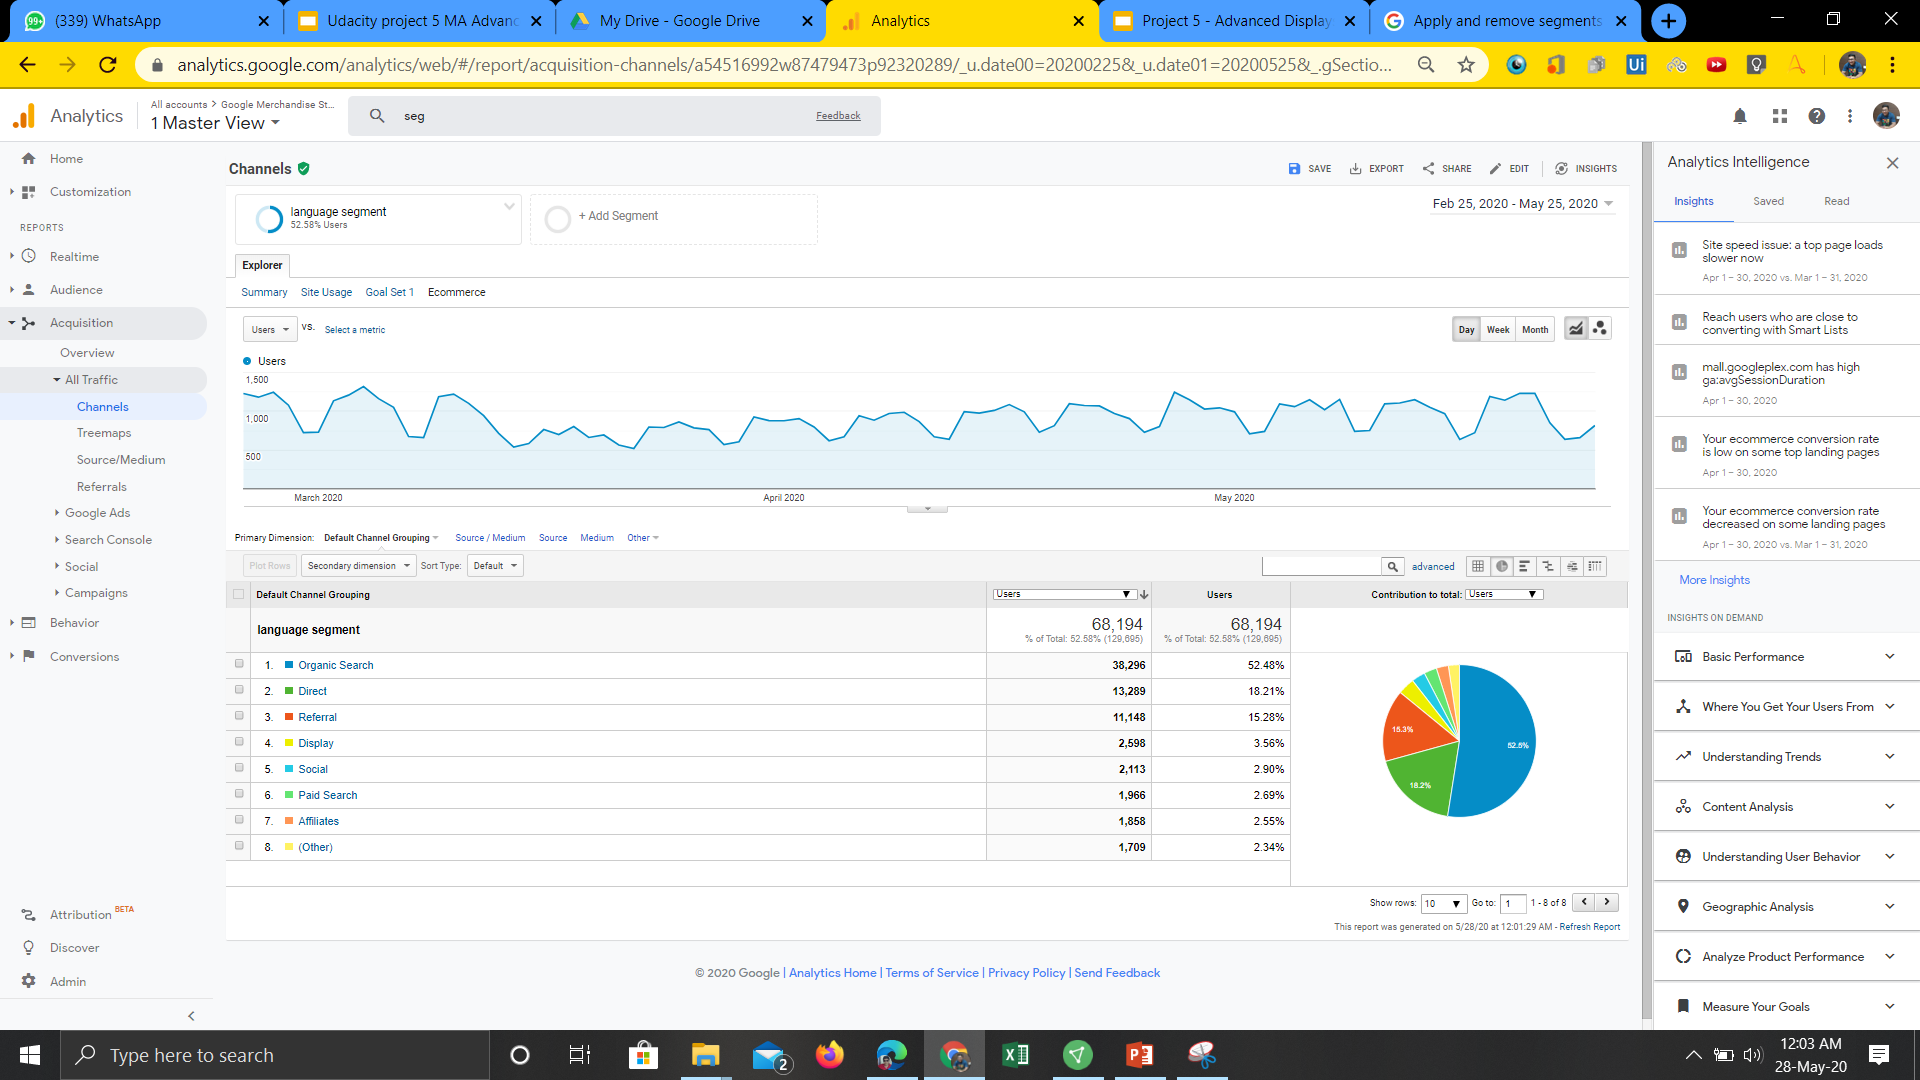 (339) WhatsApp
Udacity project 5 MA Advanc
My Drive - Google Drive
Analytics
Project 5 - Advanced Display
Apply and remove segments
analytics.google.com/analytics/web/#/report/acquisition-channels/a54516992w87479473p92320289/_u.date00=20200225&_u.date01=20200525&_.gSectio...
Analytics
All accounts > Google Merchandise St...
1 Master View
seg
Feedback
Home
Customization
REPORTS
Realtime
Audience
Acquisition
Overview
All Traffic
Channels
Treemaps
Source/Medium
Referrals
Google Ads
Search Console
Social
Campaigns
Behavior
Conversions
Attribution BETA
Discover
Admin
Channels
SAVE
EXPORT
SHARE
EDIT
INSIGHTS
language segment
52.58% Users
+ Add Segment
Feb 25, 2020 - May 25, 2020
Explorer
Summary Site Usage Goal Set 1 Ecommerce
Users VS. Select a metric
Day Week Month
Users
1,500
1,000
500
March 2020 April 2020 May 2020
Primary Dimension: Default Channel Grouping Source / Medium Source Medium Other
Plot Rows Secondary dimension Sort Type: Default
advanced
Default Channel Grouping Users Users Contribution to total: Users
language segment 68,194 68,194
% of Total: 52.58% (129,695) % of Total: 52.58% (129,695)
1. Organic Search 38,296 52.48%
2. Direct 13,289 18.21%
3. Referral 11,148 15.28%
4. Display 2,598 3.56%
5. Social 2,113 2.90%
6. Paid Search 1,966 2.69%
7. Affiliates 1,858 2.55%
8. (Other) 1,709 2.34%
15.3%
52.5%
18.2%
Show rows: 10 Go to: 1 1 - 8 of 8
This report was generated on 5/28/20 at 12:01:29 AM - Refresh Report
© 2020 Google | Analytics Home | Terms of Service | Privacy Policy | Send Feedback
Analytics Intelligence
Insights Saved Read
Site speed issue: a top page loads
slower now
Apr 1 – 30, 2020 vs. Mar 1 – 31, 2020
Reach users who are close to
converting with Smart Lists
mall.googleplex.com has high
ga:avgSessionDuration
Apr 1 – 30, 2020
Your ecommerce conversion rate
is low on some top landing pages
Apr 1 – 30, 2020
Your ecommerce conversion rate
decreased on some landing pages
Apr 1 – 30, 2020 vs. Mar 1 – 31, 2020
More Insights
INSIGHTS ON DEMAND
Basic Performance
Where You Get Your Users From
Understanding Trends
Content Analysis
Understanding User Behavior
Geographic Analysis
Analyze Product Performance
Measure Your Goals
Type here to search
2
12:03 AM
28-May-20